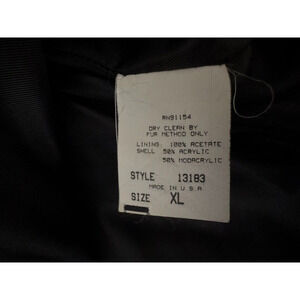 RN91154
DRY CLEAN BY
FUR METHOD ONLY
LINING: 100% ACETATE
SHELL 50% ACRYLIC
50% MODACRYLIC
STYLE 13183
MADE IN U.S.A
SIZE XL